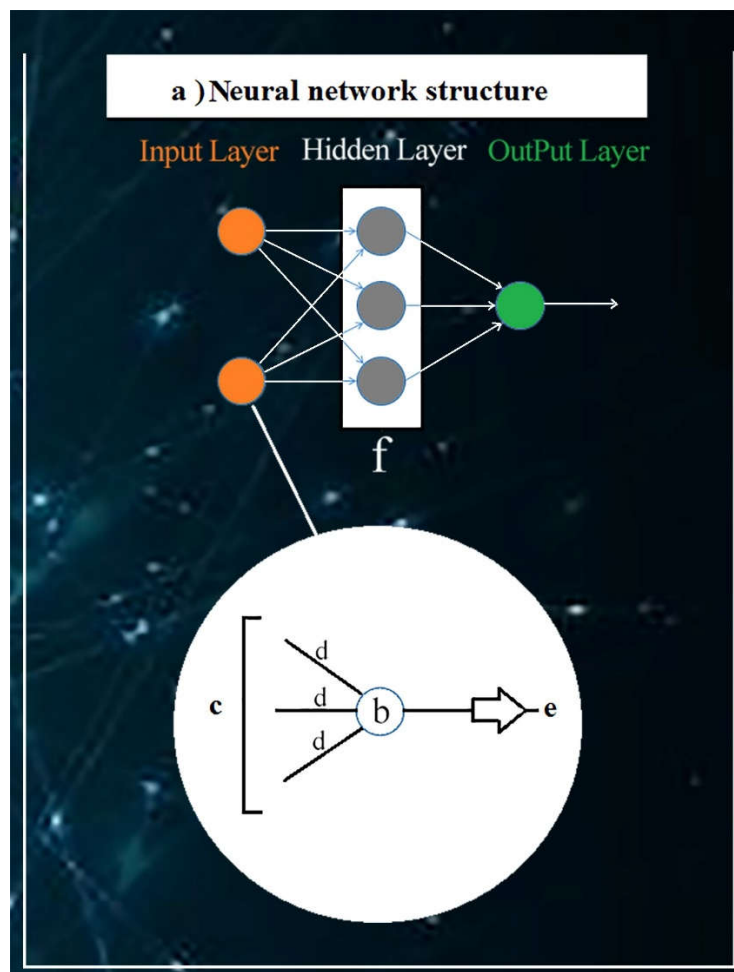 a ) Neural network structure
Input Layer Hidden Layer OutPut Layer
f
d
c d b e
d